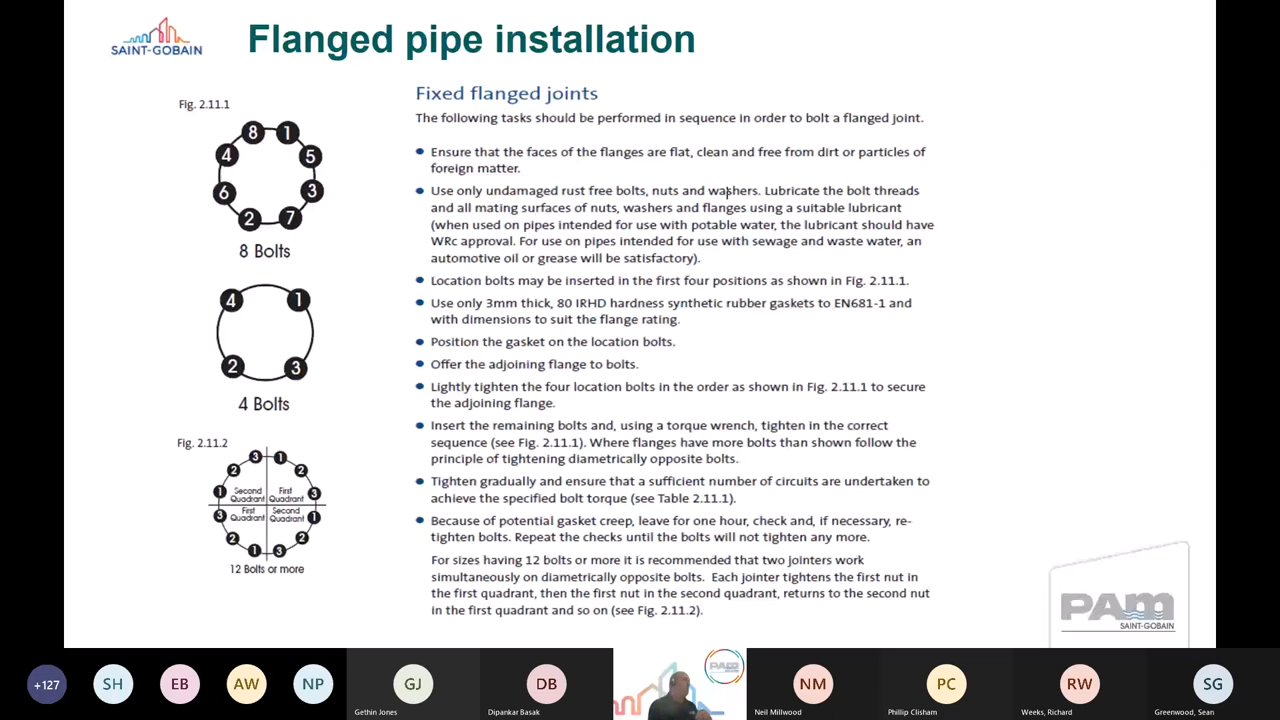 SAINT-GOBAIN
Flanged pipe installation
Fig. 2.11.1
8 1
4 5
6 3
2 7
8 Bolts
4 1
2 3
4 Bolts
Fig. 2.11.2
3 1
2 2
1 Second Quadrant First Quadrant 3
3 First Quadrant Second Quadrant 1
2 2
1 3
12 Bolts or more
Fixed flanged joints
The following tasks should be performed in sequence in order to bolt a flanged joint.
Ensure that the faces of the flanges are flat, clean and free from dirt or particles of
foreign matter.
Use only undamaged rust free bolts, nuts and washers. Lubricate the bolt threads
and all mating surfaces of nuts, washers and flanges using a suitable lubricant
(when used on pipes intended for use with potable water, the lubricant should have
WRc approval. For use on pipes intended for use with sewage and waste water, an
automotive oil or grease will be satisfactory).
Location bolts may be inserted in the first four positions as shown in Fig. 2.11.1.
Use only 3mm thick, 80 IRHD hardness synthetic rubber gaskets to EN681-1 and
with dimensions to suit the flange rating.
Position the gasket on the location bolts.
Offer the adjoining flange to bolts.
Lightly tighten the four location bolts in the order as shown in Fig. 2.11.1 to secure
the adjoining flange.
Insert the remaining bolts and, using a torque wrench, tighten in the correct
sequence (see Fig. 2.11.1). Where flanges have more bolts than shown follow the
principle of tightening diametrically opposite bolts.
Tighten gradually and ensure that a sufficient number of circuits are undertaken to
achieve the specified bolt torque (see Table 2.11.1).
Because of potential gasket creep, leave for one hour, check and, if necessary, re-
tighten bolts. Repeat the checks until the bolts will not tighten any more.
For sizes having 12 bolts or more it is recommended that two jointers work
simultaneously on diametrically opposite bolts. Each jointer tightens the first nut in
the first quadrant, then the first nut in the second quadrant, returns to the second nut
in the first quadrant and so on (see Fig. 2.11.2).
PAM
SAINT-GOBAIN
+127 SH EB AW NP GJ DB PAM NM PC RW SG
Gethin Jones Dipankar Basak Neil Millwood Phillip Clisham Weeks, Richard Greenwood, Sean